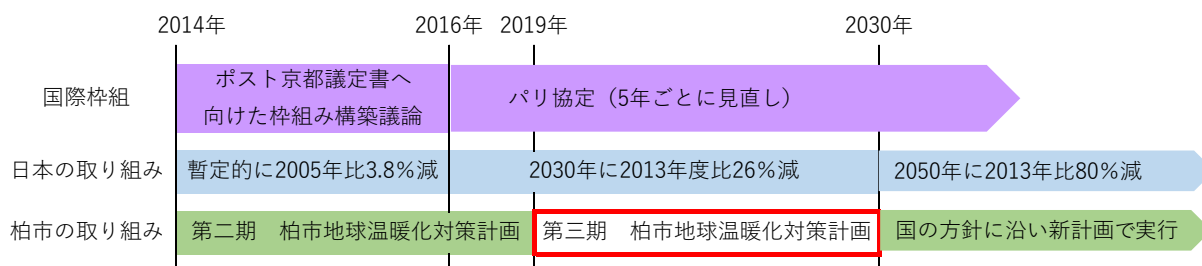 2014年 2016年 2019年 2030年
国際枠組
ポスト京都議定書へ
向けた枠組み構築議論
パリ協定（5年ごとに見直し）
日本の取り組み 暫定的に2005年比3.8％減 2030年に2013年度比26％減 2050年に2013年比80％減
柏市の取り組み 第二期　柏市地球温暖化対策計画 第三期　柏市地球温暖化対策計画 国の方針に沿い新計画で実行